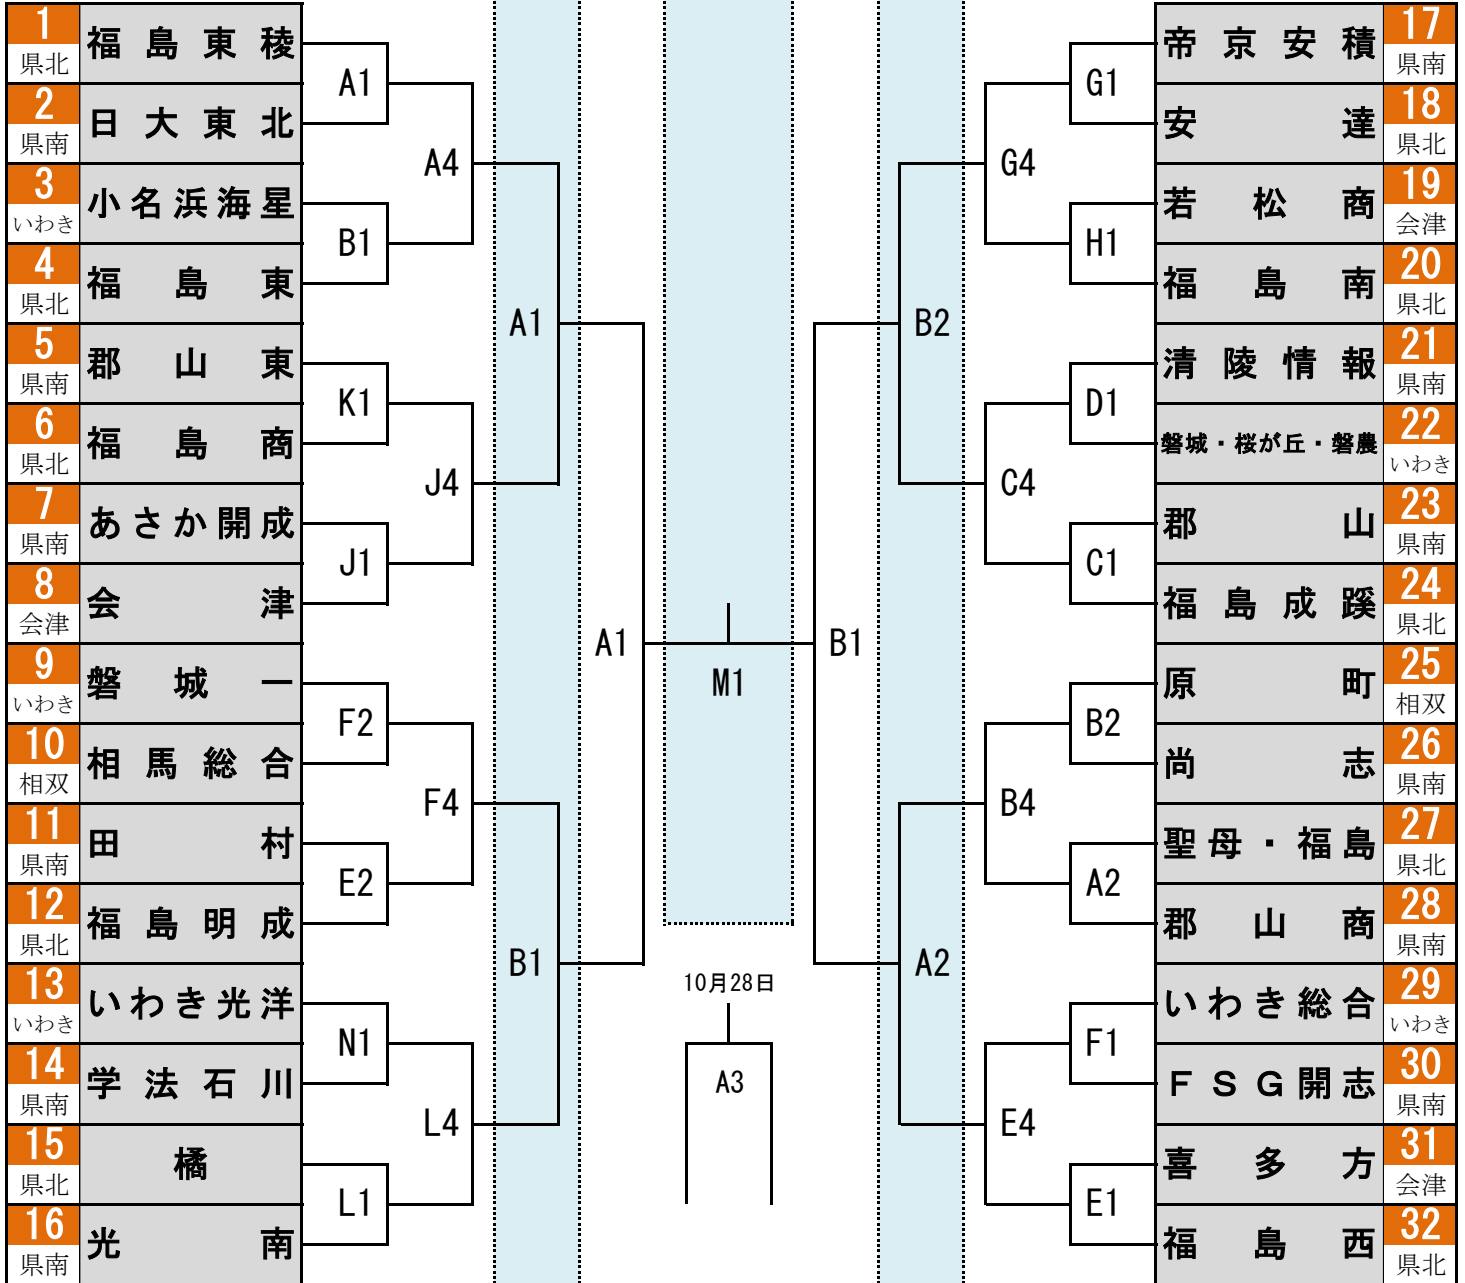 1 福島東稜 県北
2 日大東北 県南
3 小名浜海星 いわき
4 福島東 県北
5 郡山東 県南
6 福島商 県北
7 あさか開成 県南
8 会津 会津
9 磐城一 いわき
10 相馬総合 相双
11 田村 県南
12 福島明成 県北
13 いわき光洋 いわき
14 学法石川 県南
15 橘 県北
16 光南 県南
A1
B1
K1
J1
F2
E2
N1
L1
A4
J4
F4
L4
A1
B1
A1
M1
10月28日
A3
B1
B2
A2
G4
C4
B4
E4
G1
H1
D1
C1
B2
A2
F1
E1
帝京安積 17 県南
安達 18 県北
若松商 19 会津
福島南 20 県北
清陵情報 21 県南
磐城・桜が丘・磐農 22 いわき
郡山 23 県南
福島成蹊 24 県北
原町 25 相双
尚志 26 県南
聖母・福島 27 県北
郡山商 28 県南
いわき総合 29 いわき
ＦＳＧ開志 30 県南
喜多方 31 会津
福島西 32 県北